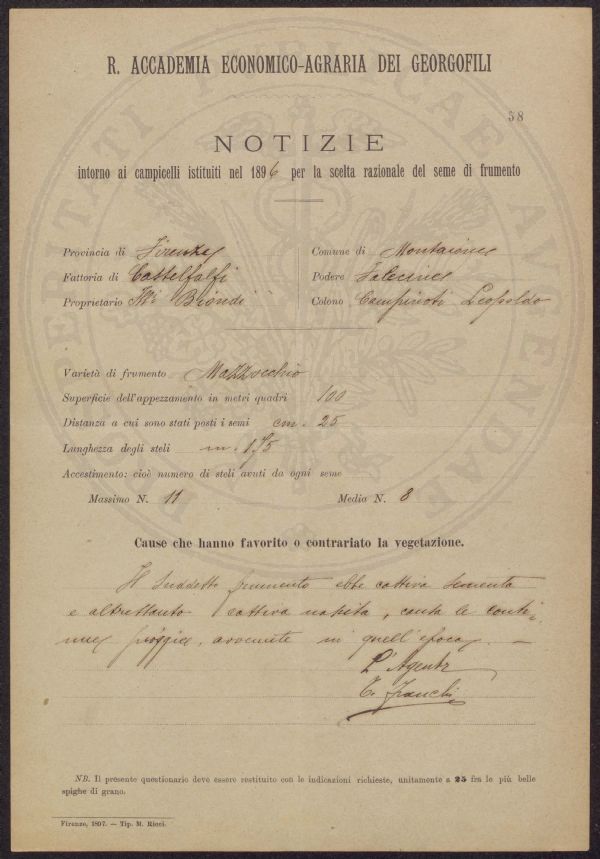 R. ACCADEMIA ECONOMICO-AGRARIA DEI GEORGOFILI
58
NOTIZIE
intorno ai campicelli istituiti nel 1896 per la scelta razionale del seme di frumento
Provincia di Firenze
Comune di Montaione
Fattoria di Castelfalfi
Podere
Proprietario Flli Biondi
Colono Campinoti Leopoldo
Varietà di frumento Mazzocchio
Superficie dell'appezzamento in metri quadri 100
Distanza a cui sono stati posti i semi cm. 25
Lunghezza degli steli m. 1.75
Accestimento: cioè numero di steli avuti da ogni seme
Massimo N. 11 Media N. 8
Cause che hanno favorito o contrariato la vegetazione.
Il suddetto frumento ebbe cattiva sementa
e altrettanto cattiva nascita, causa le conti-
nue pioggie, avvenute in quell'epoca. —
L'Agente
E. Franchi
NB. Il presente questionario deve essere restituito con le indicazioni richieste, unitamente a 25 fra le più belle
spighe di grano.
Firenze, 1897. — Tip. M. Ricci.